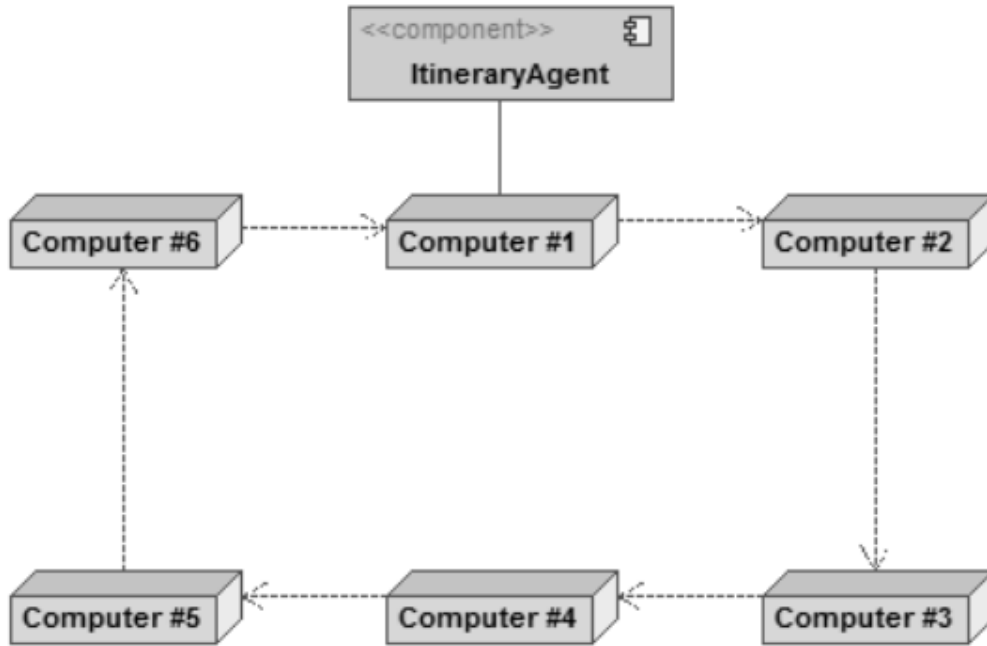 <<component>>
ItineraryAgent
Computer #6
Computer #1
Computer #2
Computer #5
Computer #4
Computer #3